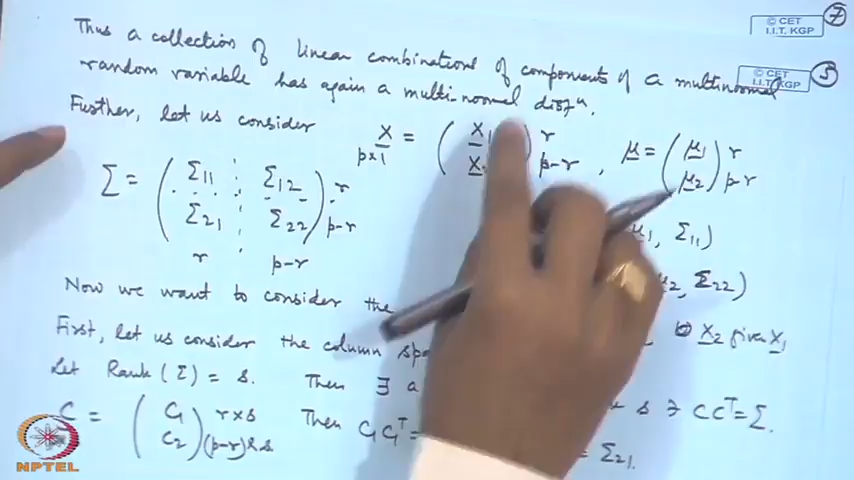 © CET
I.I.T. KGP
7
© CET
I.I.T. KGP
5
Thus a collection of linear combinations of components of a multinormal
random variable has again a multi-normal distⁿ.
Further, let us consider X = ( X , μ = ( μ1 ) r
p×1 X r p-r μ2 p-r
Σ = ( Σ11 Σ12 ) r
Σ21 Σ22 p-r
r p-r
μ1, Σ11)
, Σ22)
Now we want to consider the
X2 given X1
First, let us consider the column
Let Rank (Σ) = s. Then ∃ a s ∋ CCᵀ = Σ.
C = ( C1 ) r×s Then C1C1ᵀ = = Σ21.
C2 (p-r)×s
NPTEL